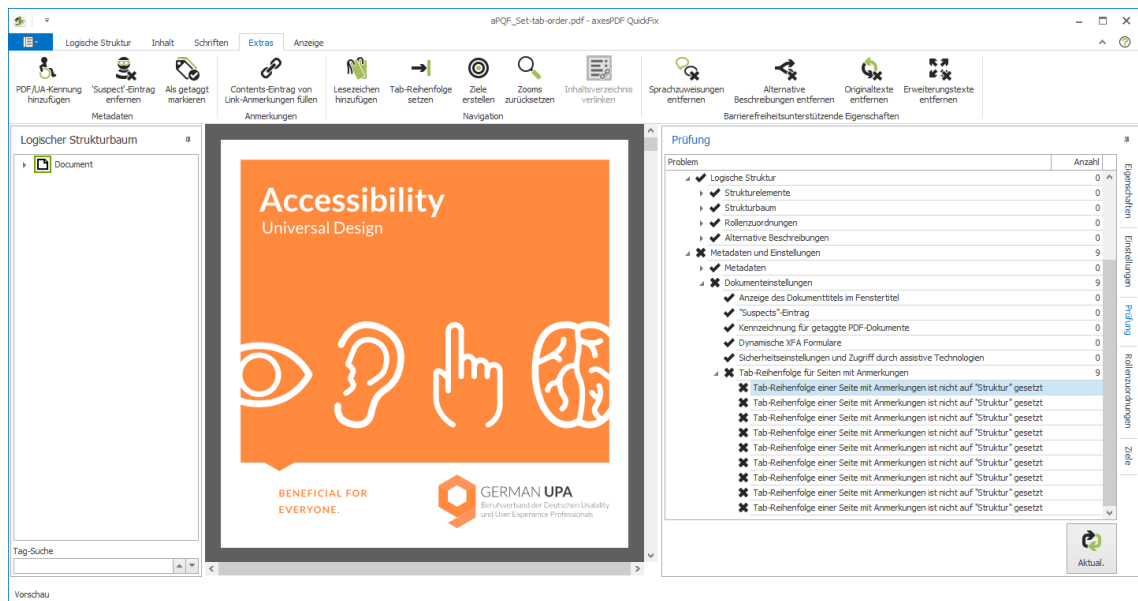 aPQF_Set-tab-order.pdf - axesPDF QuickFix
Logische Struktur Inhalt Schriften Extras Anzeige
PDF/UA-Kennung hinzufügen
'Suspect'-Eintrag enfernen
Als getaggt markieren
Metadaten
Contents-Eintrag von Link-Anmerkungen füllen
Anmerkungen
Lesezeichen hinzufügen
Tab-Reihenfolge setzen
Ziele erstellen
Zooms zurücksetzen
Inhaltsverzeichnis verlinken
Navigation
Sprachzuweisungen entfernen
Alternative Beschreibungen entfernen
Originaltexte entfernen
Erweiterungstexte entfernen
Barrierefreiheitsunterstützende Eigenschaften
Logischer Strukturbaum
Document
Tag-Suche
Vorschau
Accessibility
Universal Design
BENEFICIAL FOR
EVERYONE.
GERMAN UPA
Berufsverband der Deutschen Usability
und User Experience Professionals
Prüfung
Problem Anzahl
Logische Struktur 0
Strukturelemente 0
Strukturbaum 0
Rollenzuordnungen 0
Alternative Beschreibungen 0
Metadaten und Einstellungen 9
Metadaten 0
Dokumenteinstellungen 9
Anzeige des Dokumenttitels im Fenstertitel 0
"Suspects"-Eintrag 0
Kennzeichnung für getaggte PDF-Dokumente 0
Dynamische XFA Formulare 0
Sicherheitseinstellungen und Zugriff durch assistive Technologien 0
Tab-Reihenfolge für Seiten mit Anmerkungen 9
Tab-Reihenfolge einer Seite mit Anmerkungen ist nicht auf "Struktur" gesetzt
Tab-Reihenfolge einer Seite mit Anmerkungen ist nicht auf "Struktur" gesetzt
Tab-Reihenfolge einer Seite mit Anmerkungen ist nicht auf "Struktur" gesetzt
Tab-Reihenfolge einer Seite mit Anmerkungen ist nicht auf "Struktur" gesetzt
Tab-Reihenfolge einer Seite mit Anmerkungen ist nicht auf "Struktur" gesetzt
Tab-Reihenfolge einer Seite mit Anmerkungen ist nicht auf "Struktur" gesetzt
Tab-Reihenfolge einer Seite mit Anmerkungen ist nicht auf "Struktur" gesetzt
Tab-Reihenfolge einer Seite mit Anmerkungen ist nicht auf "Struktur" gesetzt
Tab-Reihenfolge einer Seite mit Anmerkungen ist nicht auf "Struktur" gesetzt
Aktual.
Eigenschaften
Einstellungen
Prüfung
Rollenzuordnungen
Ziele